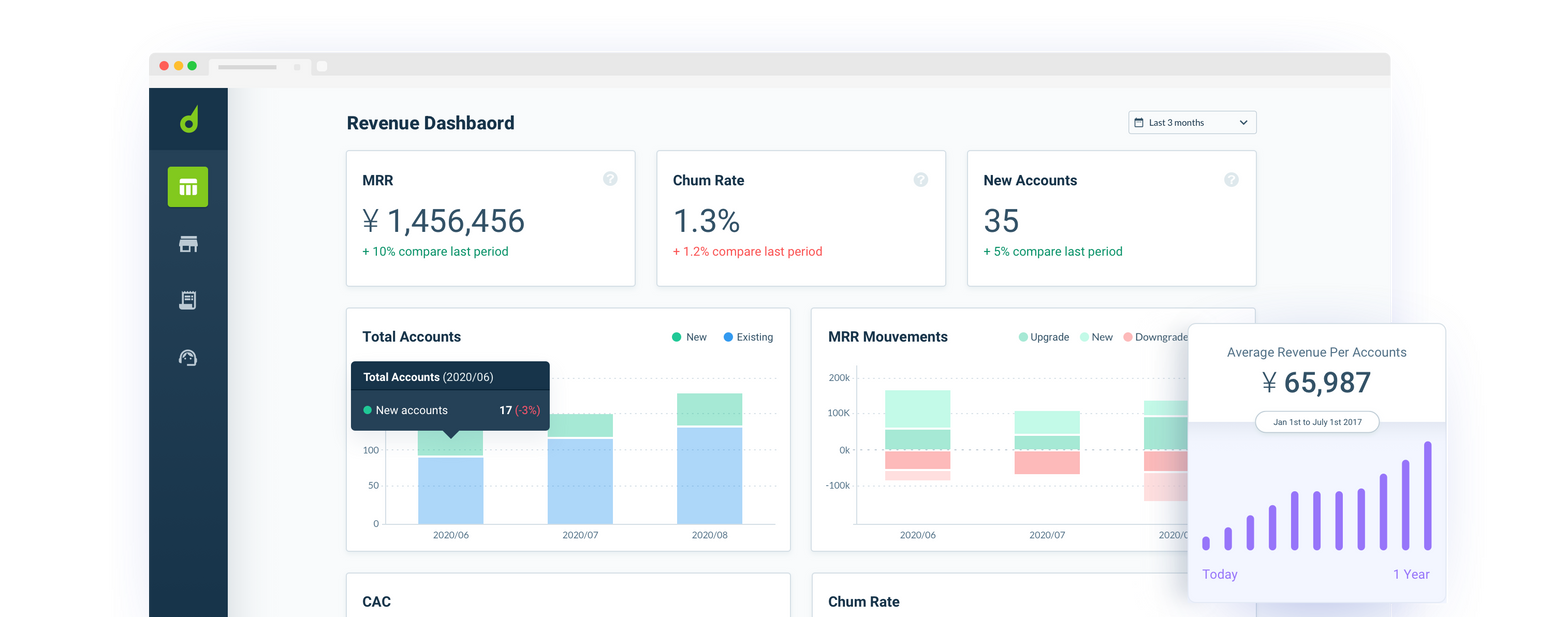 Revenue Dashbaord
Last 3 months
MRR
¥ 1,456,456
+ 10% compare last period
Chum Rate
1.3%
+ 1.2% compare last period
New Accounts
35
+ 5% compare last period
Total Accounts
New
Existing
Total Accounts (2020/06)
New accounts 17 (-3%)
100
50
0
2020/06
2020/07
2020/08
MRR Mouvements
Upgrade
New
Downgrade
200k
100K
0k
-100k
2020/06
2020/07
2020/0
Average Revenue Per Accounts
¥ 65,987
Jan 1st to July 1st 2017
Today
1 Year
CAC
Chum Rate